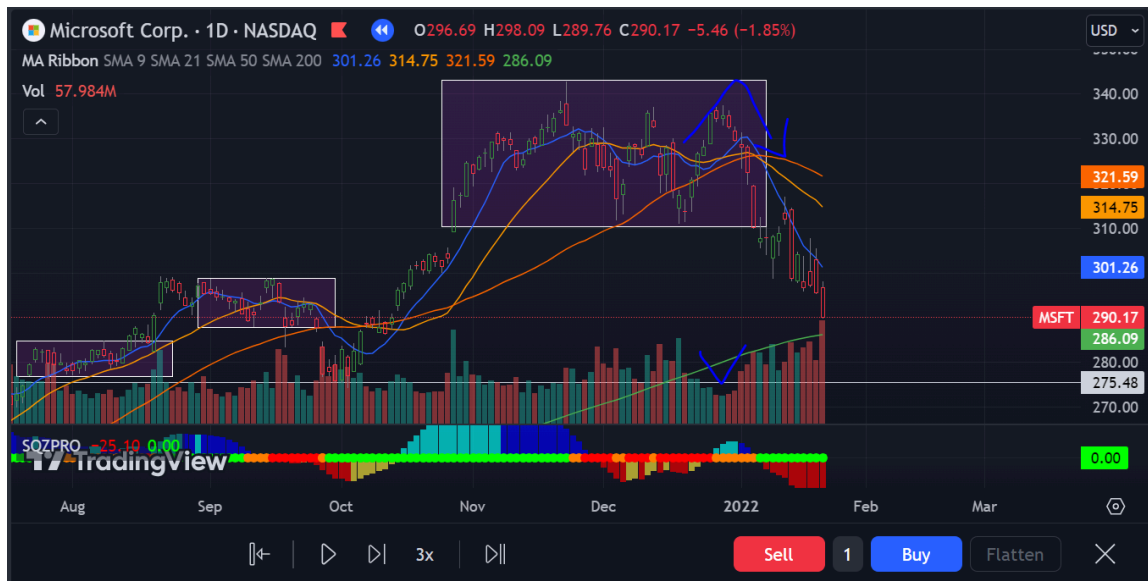 Microsoft Corp. · 1D · NASDAQ O296.69 H298.09 L289.76 C290.17 −5.46 (−1.85%)
USD
MA Ribbon SMA 9 SMA 21 SMA 50 SMA 200 301.26 314.75 321.59 286.09
Vol 57.984M
340.00
330.00
321.59
314.75
310.00
301.26
MSFT 290.17
286.09
280.00
275.48
270.00
SQZPRO −25.10 0.00
TradingView
0.00
Aug Sep Oct Nov Dec 2022 Feb Mar
3x Sell 1 Buy Flatten